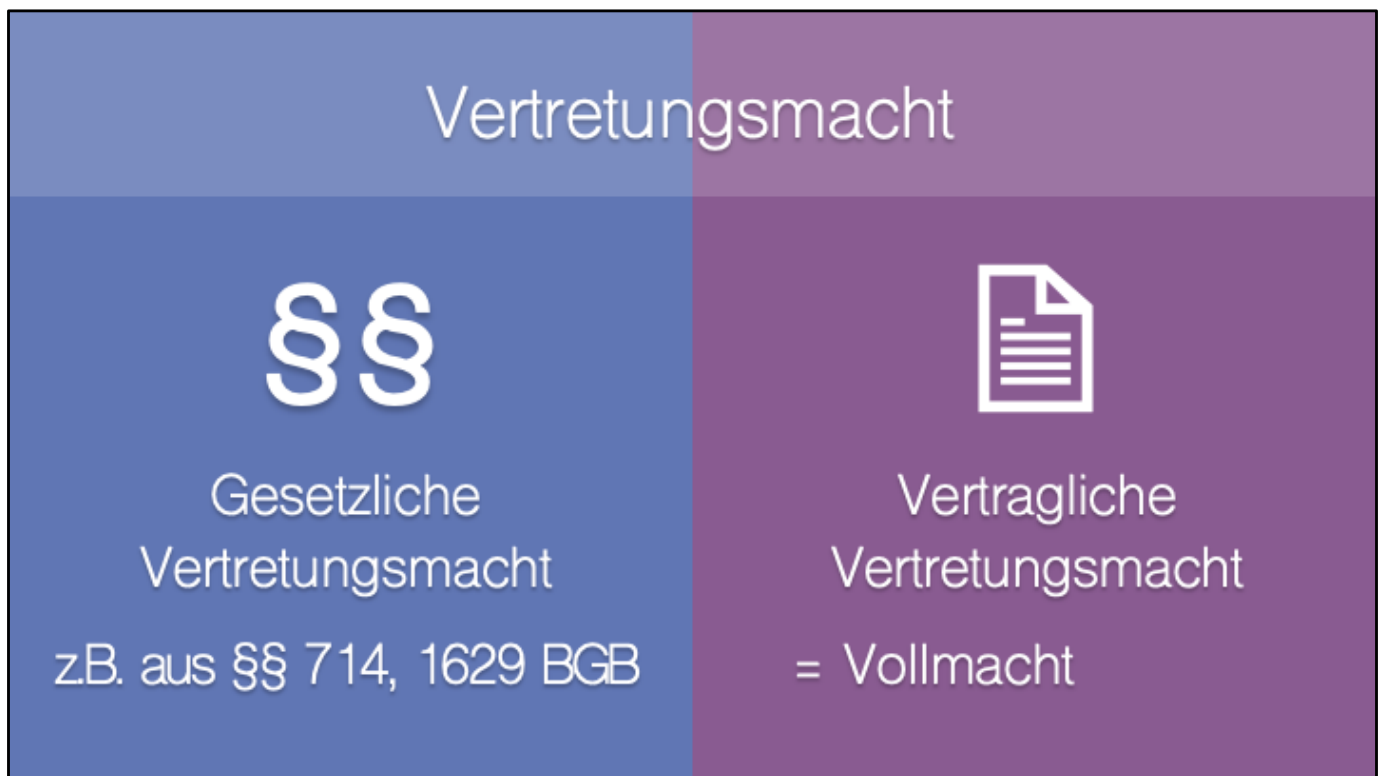 Vertretungsmacht
§§
Gesetzliche
Vertretungsmacht
z.B. aus §§ 714, 1629 BGB
Vertragliche
Vertretungsmacht
= Vollmacht